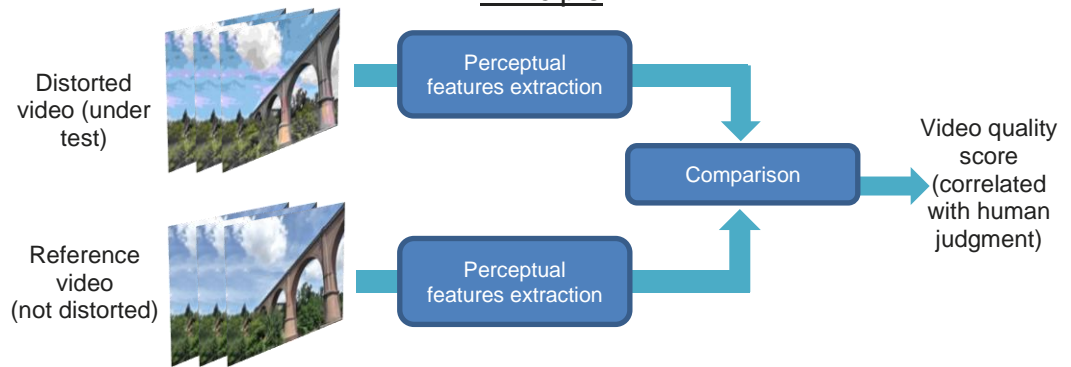 Distorted
video (under
test)
Perceptual
features extraction
Comparison
Video quality
score
(correlated
with human
judgment)
Reference
video
(not distorted)
Perceptual
features extraction